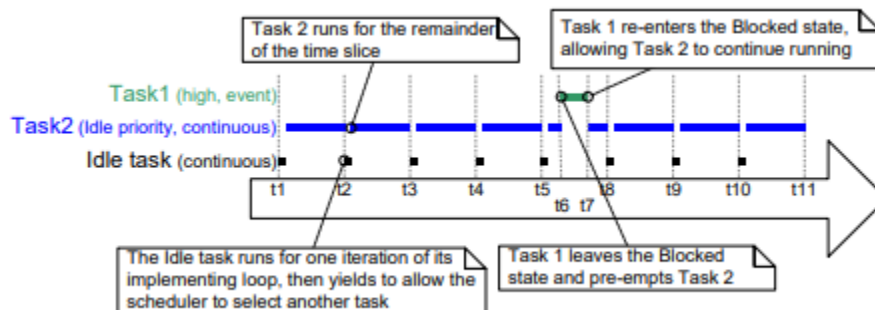 Task 2 runs for the remainder
of the time slice
Task 1 re-enters the Blocked state,
allowing Task 2 to continue running
Task1 (high, event)
Task2 (Idle priority, continuous)
Idle task (continuous)
t1 t2 t3 t4 t5 t8 t9 t10 t11
t6 t7
The Idle task runs for one iteration of its
implementing loop, then yields to allow the
scheduler to select another task
Task 1 leaves the Blocked
state and pre-empts Task 2